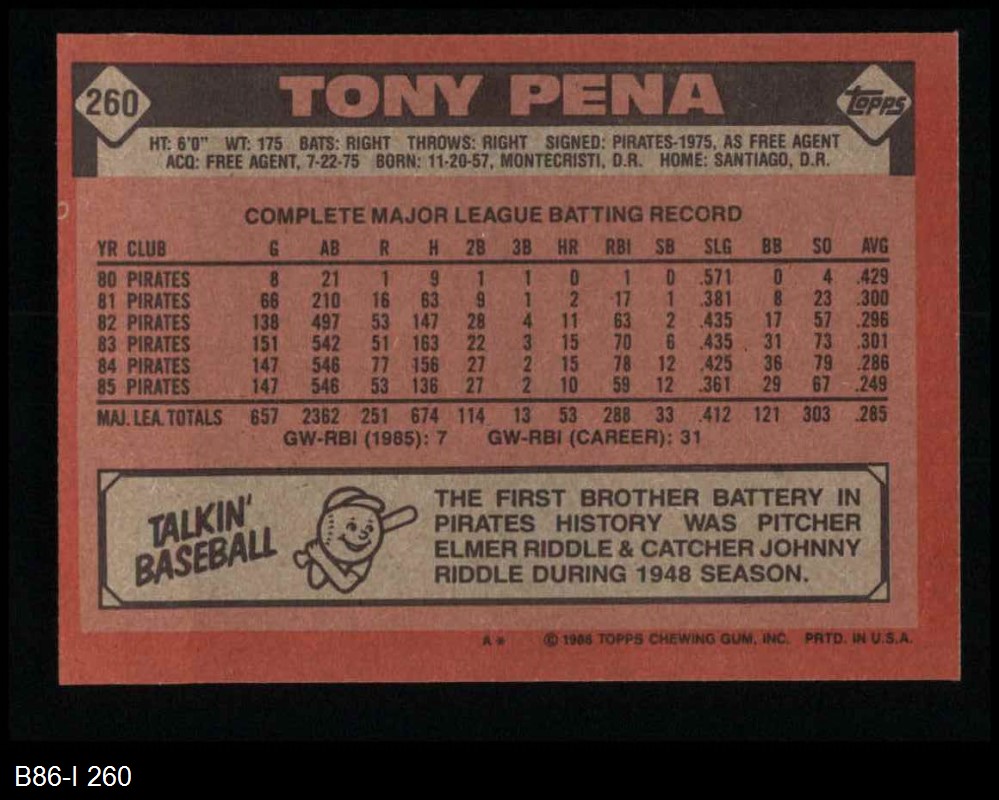 260
TONY PENA
Topps
HT: 6'0" WT: 175 BATS: RIGHT THROWS: RIGHT SIGNED: PIRATES-1975, AS FREE AGENT
ACQ: FREE AGENT, 7-22-75 BORN: 11-20-57, MONTECRISTI, D.R. HOME: SANTIAGO, D.R.
COMPLETE MAJOR LEAGUE BATTING RECORD
YR CLUB G AB R H 2B 3B HR RBI SB SLG BB SO AVG
80 PIRATES 8 21 1 9 1 1 0 1 0 .571 0 4 .429
81 PIRATES 66 210 16 63 9 1 2 17 1 .381 8 23 .300
82 PIRATES 138 497 53 147 28 4 11 63 2 .435 17 57 .296
83 PIRATES 151 542 51 163 22 3 15 70 6 .435 31 73 .301
84 PIRATES 147 546 77 156 27 2 15 78 12 .425 36 79 .286
85 PIRATES 147 546 53 136 27 2 10 59 12 .361 29 67 .249
MAJ. LEA. TOTALS 657 2362 251 674 114 13 53 288 33 .412 121 303 .285
GW-RBI (1985): 7 GW-RBI (CAREER): 31
TALKIN'
BASEBALL
THE FIRST BROTHER BATTERY IN
PIRATES HISTORY WAS PITCHER
ELMER RIDDLE & CATCHER JOHNNY
RIDDLE DURING 1948 SEASON.
A* © 1986 TOPPS CHEWING GUM, INC. PRTD. IN U.S.A.
B86-I 260